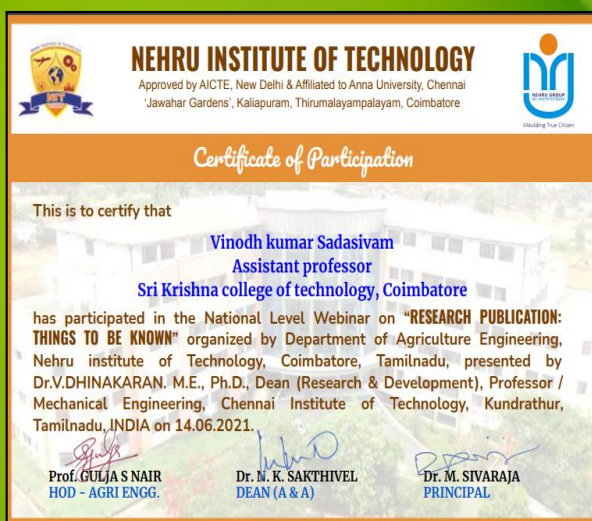 NEHRU INSTITUTE OF TECHNOLOGY
Approved by AICTE, New Delhi & Affiliated to Anna University, Chennai
'Jawahar Gardens', Kaliapuram, Thirumalayampalayam, Coimbatore
NIT
NEHRU GROUP
OF INSTITUTIONS
Moulding True Citizen
Certificate of Participation
This is to certify that
Vinodh kumar Sadasivam
Assistant professor
Sri Krishna college of technology, Coimbatore
has participated in the National Level Webinar on "RESEARCH PUBLICATION:
THINGS TO BE KNOWN" organized by Department of Agriculture Engineering,
Nehru institute of Technology, Coimbatore, Tamilnadu, presented by
Dr.V.DHINAKARAN. M.E., Ph.D., Dean (Research & Development), Professor /
Mechanical Engineering, Chennai Institute of Technology, Kundrathur,
Tamilnadu, INDIA on 14.06.2021.
Prof. GULJA S NAIR
HOD - AGRI ENGG.
Dr. N. K. SAKTHIVEL
DEAN (A & A)
Dr. M. SIVARAJA
PRINCIPAL